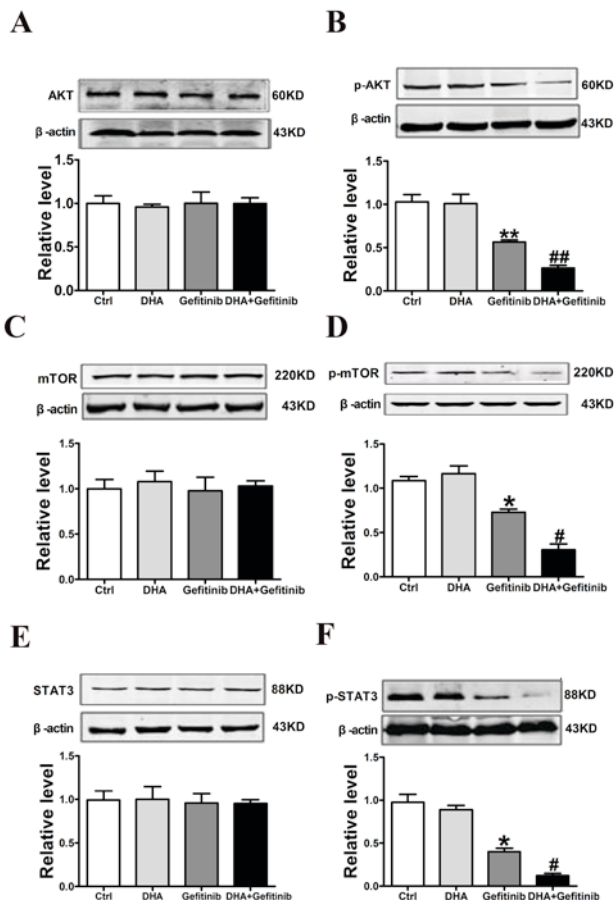 A
AKT
60KD
β -actin
43KD
Relative level
1.5
1.0
0.5
0.0
Ctrl DHA Gefitinib DHA+Gefitinib
B
p-AKT
60KD
β -actin
43KD
Relative level
1.5
1.0
0.5
0.0
**
##
Ctrl DHA Gefitinib DHA+Gefitinib
C
mTOR
220KD
β -actin
43KD
Relative level
1.5
1.0
0.5
0.0
Ctrl DHA Gefitinib DHA+Gefitinib
D
p-mTOR
220KD
β -actin
43KD
Relative level
1.5
1.0
0.5
0.0
*
#
Ctrl DHA Gefitinib DHA+Gefitinib
E
STAT3
88KD
β -actin
43KD
Relative level
1.5
1.0
0.5
0.0
Ctrl DHA Gefitinib DHA+Gefitinib
F
p-STAT3
88KD
β -actin
43KD
Relative level
1.5
1.0
0.5
0.0
*
#
Ctrl DHA Gefitinib DHA+Gefitinib